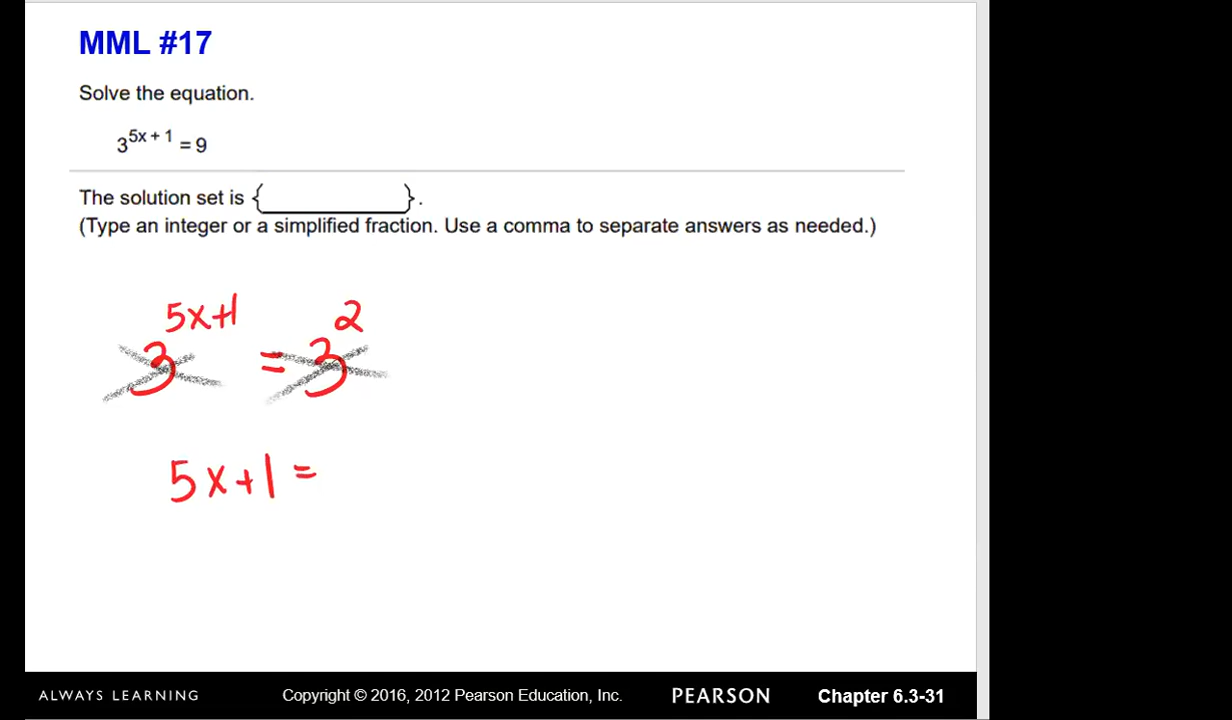 MML #17
Solve the equation.
3^{5x + 1} = 9
The solution set is { }.
(Type an integer or a simplified fraction. Use a comma to separate answers as needed.)
3^{5x+1} = 3^{2}
5x+1 =
ALWAYS LEARNING Copyright © 2016, 2012 Pearson Education, Inc. PEARSON Chapter 6.3-31